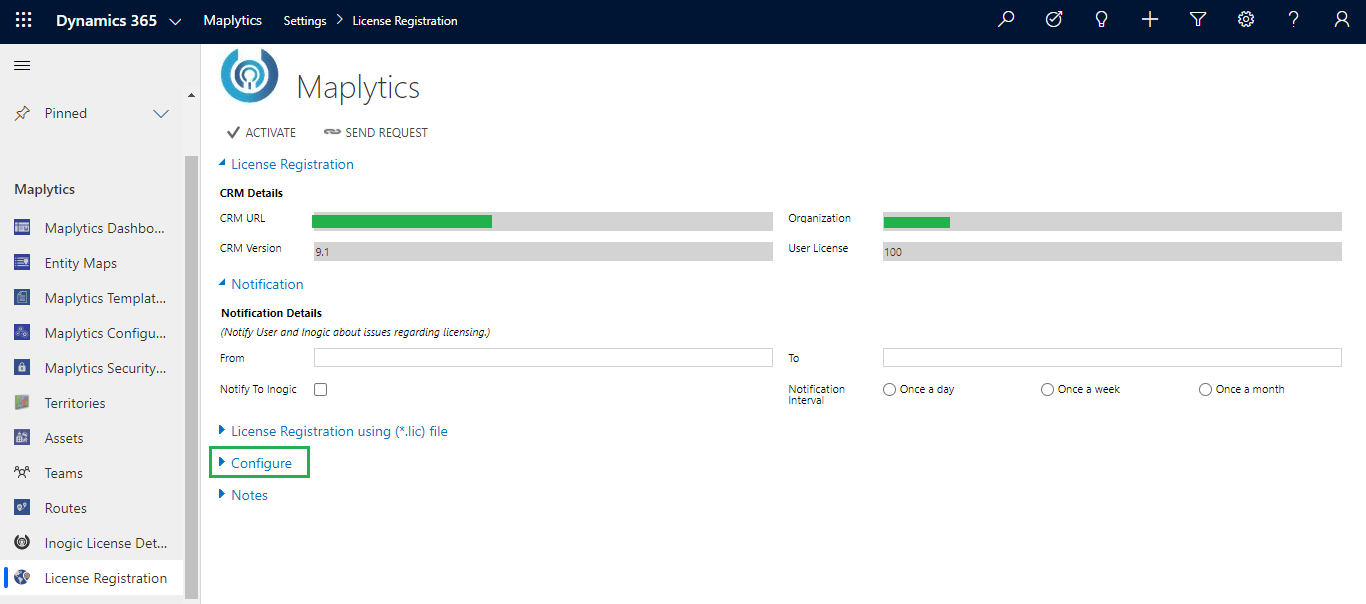 Dynamics 365 Maplytics Settings > License Registration
Pinned
Maplytics
Maplytics Dashbo...
Entity Maps
Maplytics Templat...
Maplytics Configu...
Maplytics Security...
Territories
Assets
Teams
Routes
Inogic License Det...
License Registration
Maplytics
ACTIVATE SEND REQUEST
License Registration
CRM Details
CRM URL Organization
CRM Version 9.1 User License 100
Notification
Notification Details
(Notify User and Inogic about issues regarding licensing.)
From To
Notify To Inogic Notification Once a day Once a week Once a month
Interval
License Registration using (*.lic) file
Configure
Notes